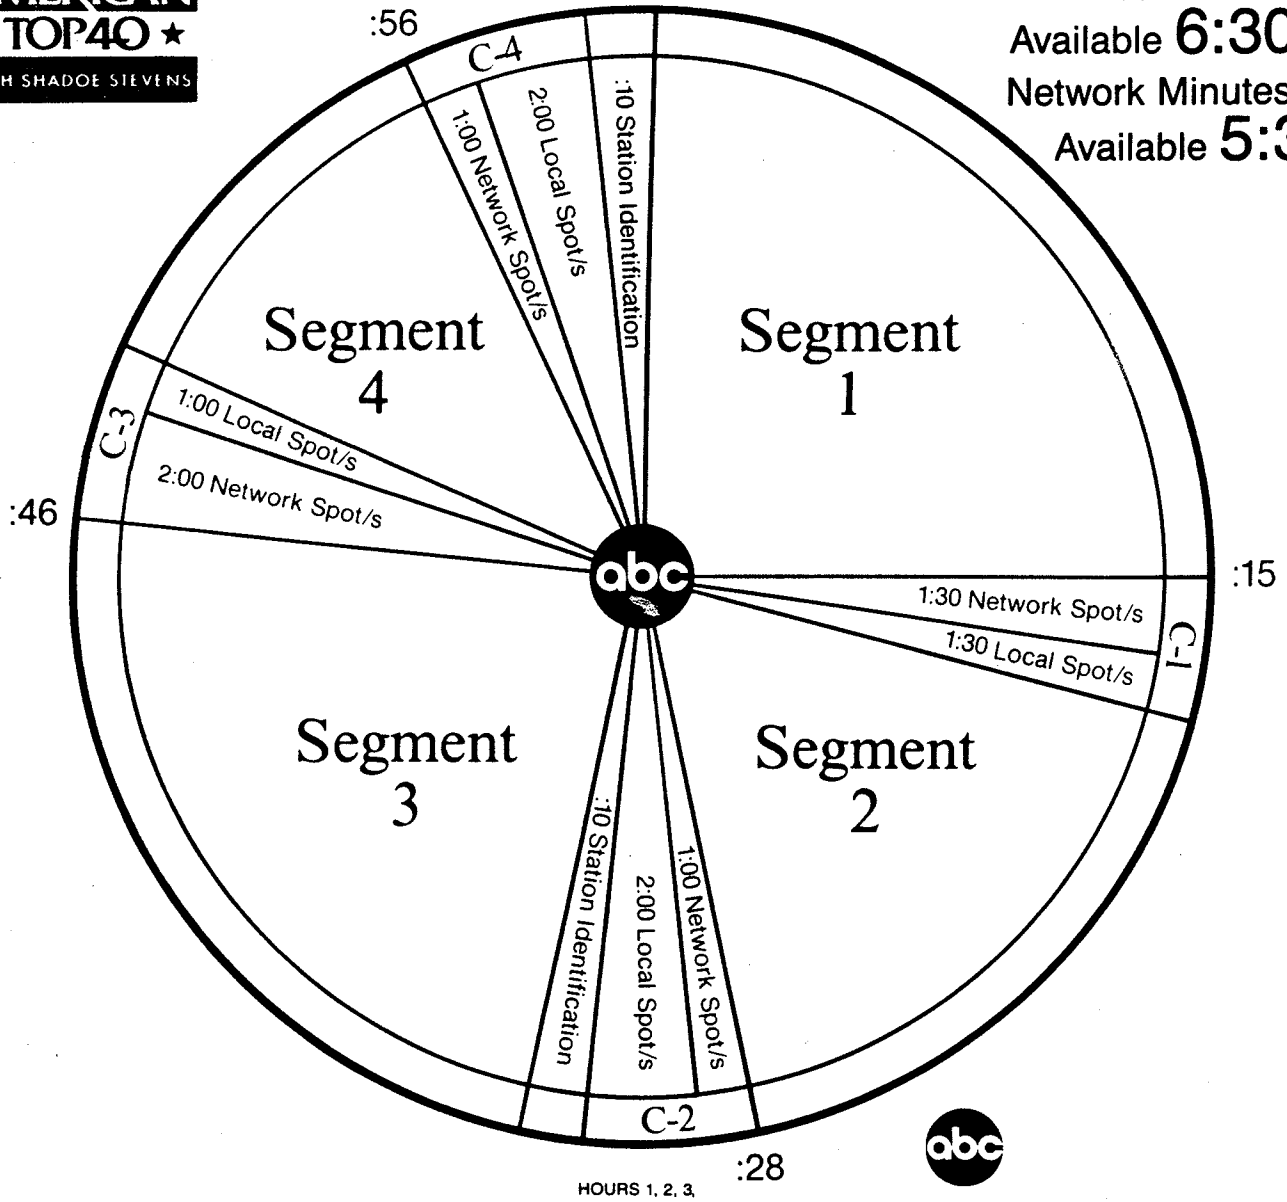 TOP40 ★
H SHADOE STEVENS
Available 6:30
Network Minutes
Available 5:3
:56
C-4
1:00 Network Spot/s
2:00 Local Spot/s
:10 Station Identification
Segment
1
:15
C-1
1:30 Network Spot/s
1:30 Local Spot/s
Segment
2
:28
C-2
1:00 Network Spot/s
2:00 Local Spot/s
:10 Station Identification
Segment
3
:46
C-3
2:00 Network Spot/s
1:00 Local Spot/s
Segment
4
abc
abc
HOURS 1, 2, 3,